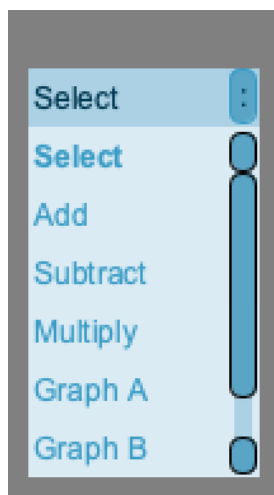 Select :
Select
Add
Subtract
Multiply
Graph A
Graph B